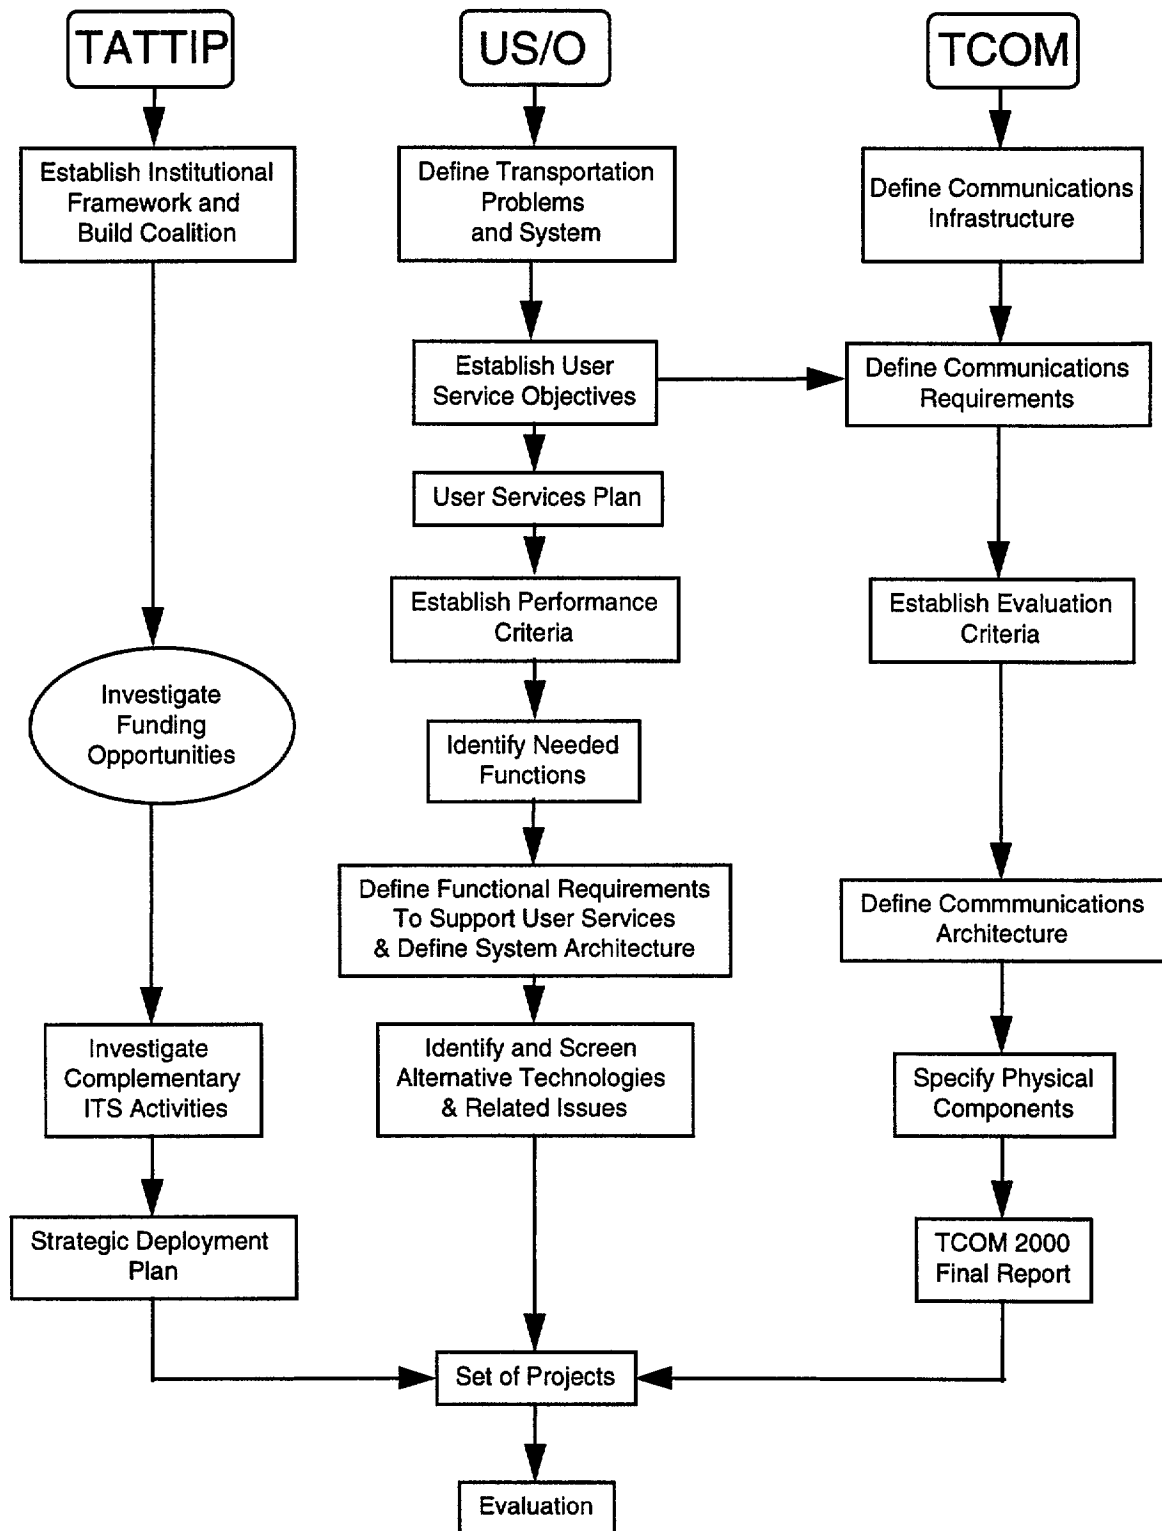 TATTIP
US/O
TCOM
Establish Institutional
Framework and
Build Coalition
Define Transportation
Problems
and System
Define Communications
Infrastructure
Establish User
Service Objectives
Define Communications
Requirements
User Services Plan
Establish Performance
Criteria
Establish Evaluation
Criteria
Investigate
Funding
Opportunities
Identify Needed
Functions
Define Functional Requirements
To Support User Services
& Define System Architecture
Define Commmunications
Architecture
Investigate
Complementary
ITS Activities
Identify and Screen
Alternative Technologies
& Related Issues
Specify Physical
Components
Strategic Deployment
Plan
TCOM 2000
Final Report
Set of Projects
Evaluation